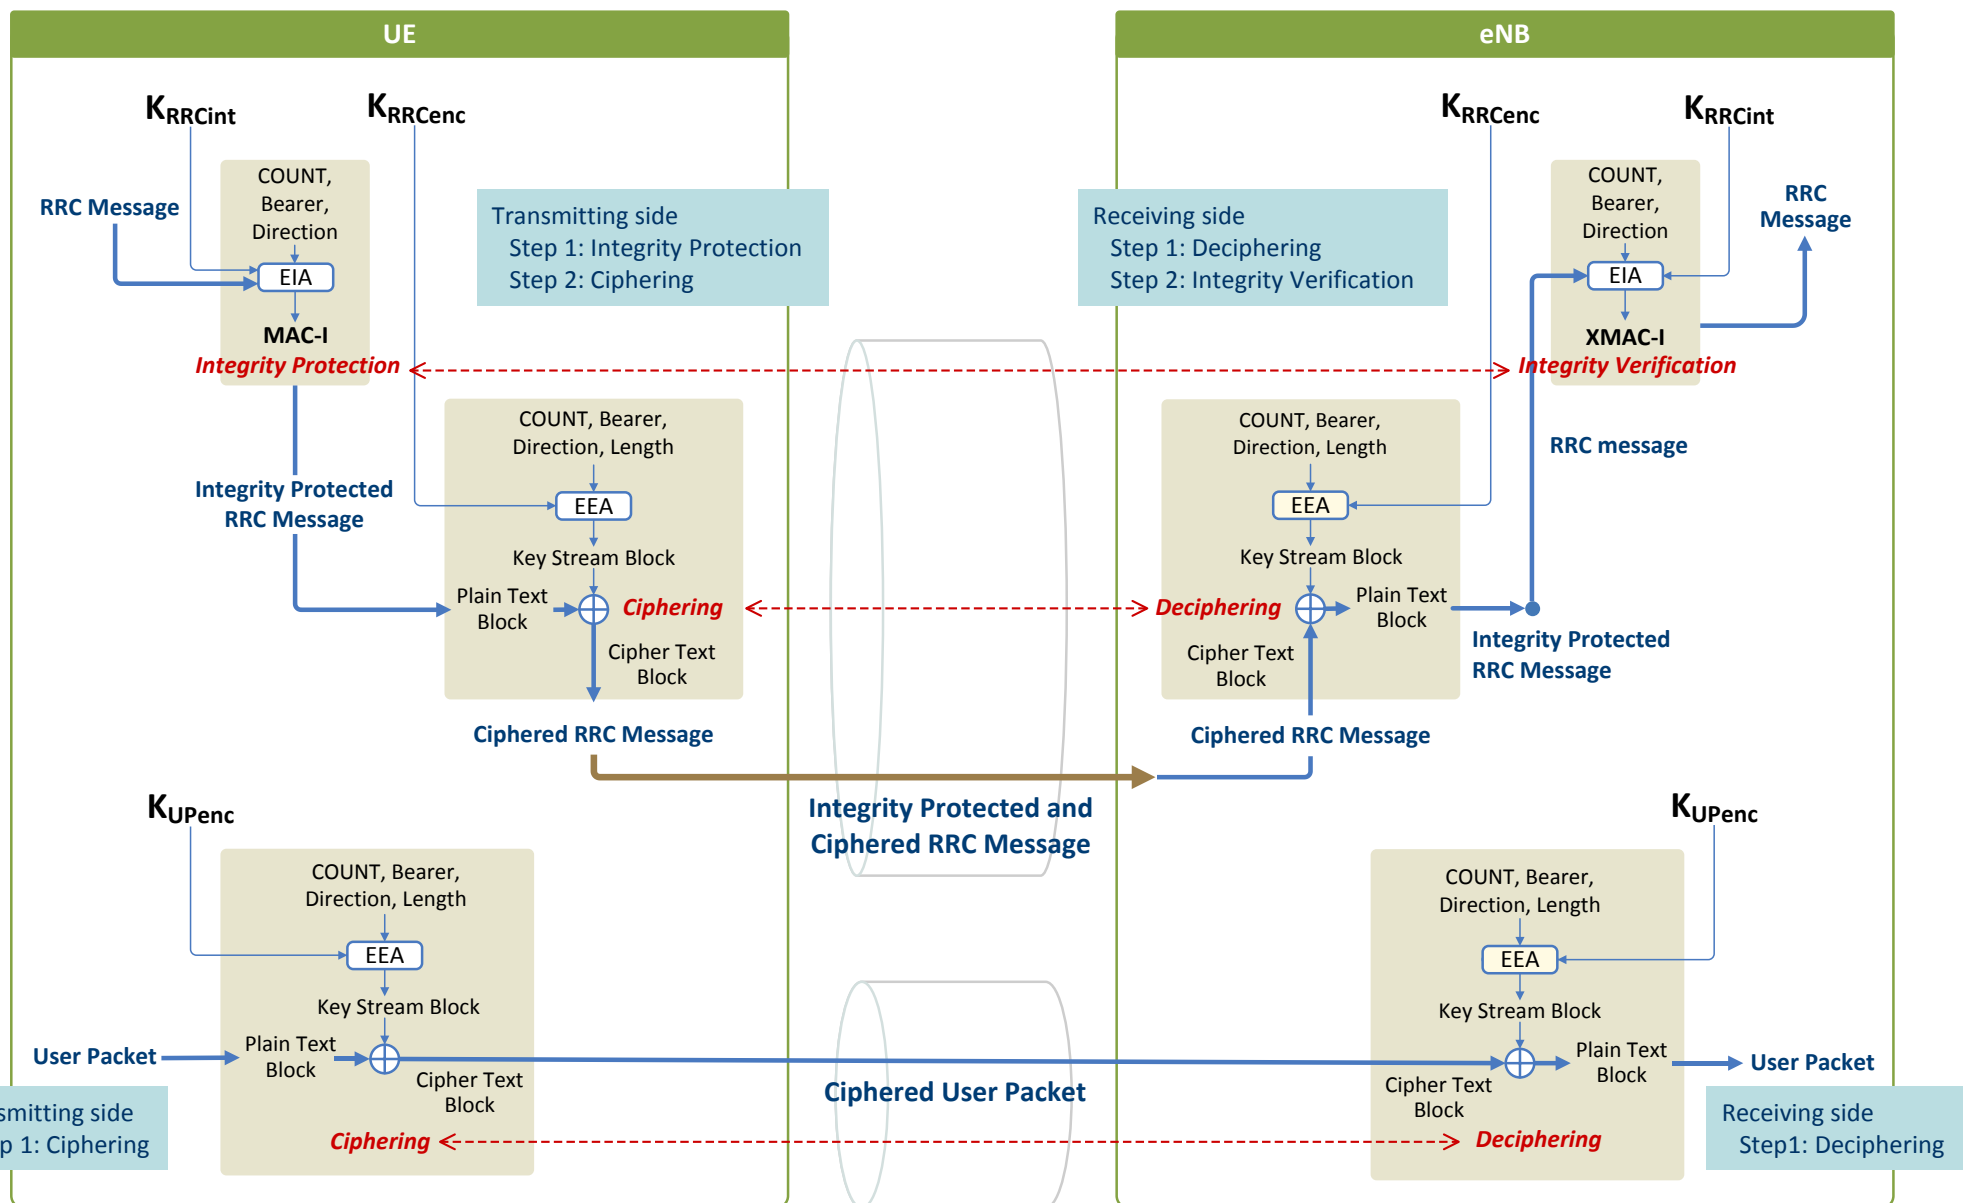 UE
K_RRCint
K_RRCenc
COUNT,
Bearer,
Direction
RRC Message
EIA
MAC-I
Integrity Protection
Transmitting side
Step 1: Integrity Protection
Step 2: Ciphering
Integrity Protected
RRC Message
COUNT, Bearer,
Direction, Length
EEA
Key Stream Block
Plain Text
Block
Ciphering
Cipher Text
Block
Ciphered RRC Message
Integrity Protected and
Ciphered RRC Message
K_UPenc
COUNT, Bearer,
Direction, Length
EEA
Key Stream Block
User Packet
Plain Text
Block
Cipher Text
Block
Ciphering
smitting side
p 1: Ciphering
Ciphered User Packet
eNB
K_RRCenc
K_RRCint
COUNT,
Bearer,
Direction
EIA
XMAC-I
Integrity Verification
RRC
Message
Receiving side
Step 1: Deciphering
Step 2: Integrity Verification
COUNT, Bearer,
Direction, Length
EEA
Key Stream Block
Deciphering
Plain Text
Block
Cipher Text
Block
RRC message
Integrity Protected
RRC Message
Ciphered RRC Message
K_UPenc
COUNT, Bearer,
Direction, Length
EEA
Key Stream Block
Plain Text
Block
User Packet
Cipher Text
Block
Deciphering
Receiving side
Step1: Deciphering